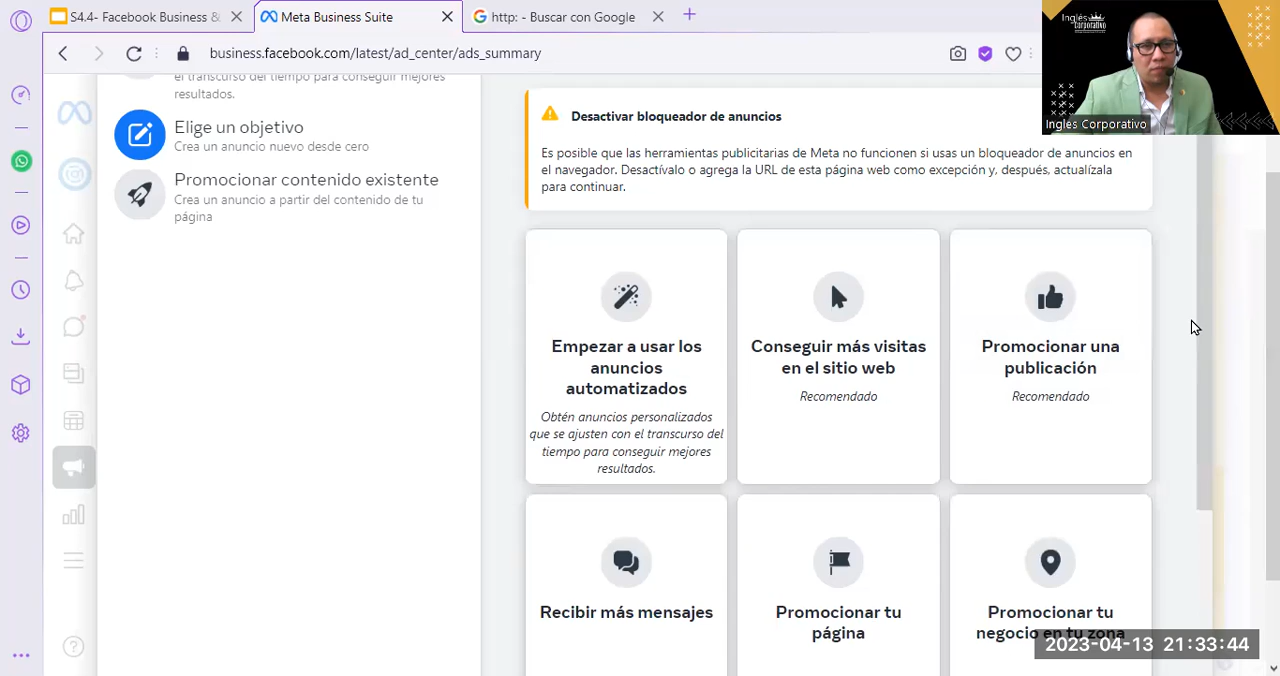 S4.4- Facebook Business &
Meta Business Suite
http: - Buscar con Google
business.facebook.com/latest/ad_center/ads_summary
Inglés
Corporativo
Inglés Corporativo
el transcurso del tiempo para conseguir mejores
resultados.
Elige un objetivo
Crea un anuncio nuevo desde cero
Promocionar contenido existente
Crea un anuncio a partir del contenido de tu
página
Desactivar bloqueador de anuncios
Es posible que las herramientas publicitarias de Meta no funcionen si usas un bloqueador de anuncios en
el navegador. Desactívalo o agrega la URL de esta página web como excepción y, después, actualízala
para continuar.
Empezar a usar los
anuncios
automatizados
Obtén anuncios personalizados
que se ajusten con el transcurso del
tiempo para conseguir mejores
resultados.
Conseguir más visitas
en el sitio web
Recomendado
Promocionar una
publicación
Recomendado
Recibir más mensajes
Promocionar tu
página
Promocionar tu
negocio en tu zona
2023-04-13 21:33:44